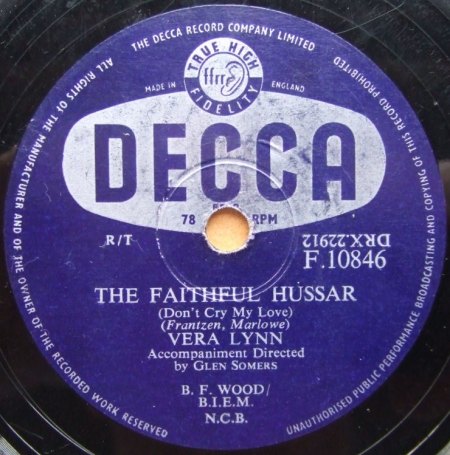 THE DECCA RECORD COMPANY LIMITED
ALL RIGHTS OF THE MANUFACTURER AND OF THE OWNER OF THE RECORDED WORK RESERVED
UNAUTHORISED PUBLIC PERFORMANCE BROADCASTING AND COPYING OF THIS RECORD PROHIBITED
TRUE HIGH
ffrr
FIDELITY
MADE IN
ENGLAND
DECCA
78 RPM
R/T
DRX.22912
F.10846
THE FAITHFUL HUSSAR
(Don't Cry My Love)
(Frantzen, Marlowe)
VERA LYNN
Accompaniment Directed
by GLEN SOMERS
B. F. WOOD/
B.I.E.M.
N.C.B.